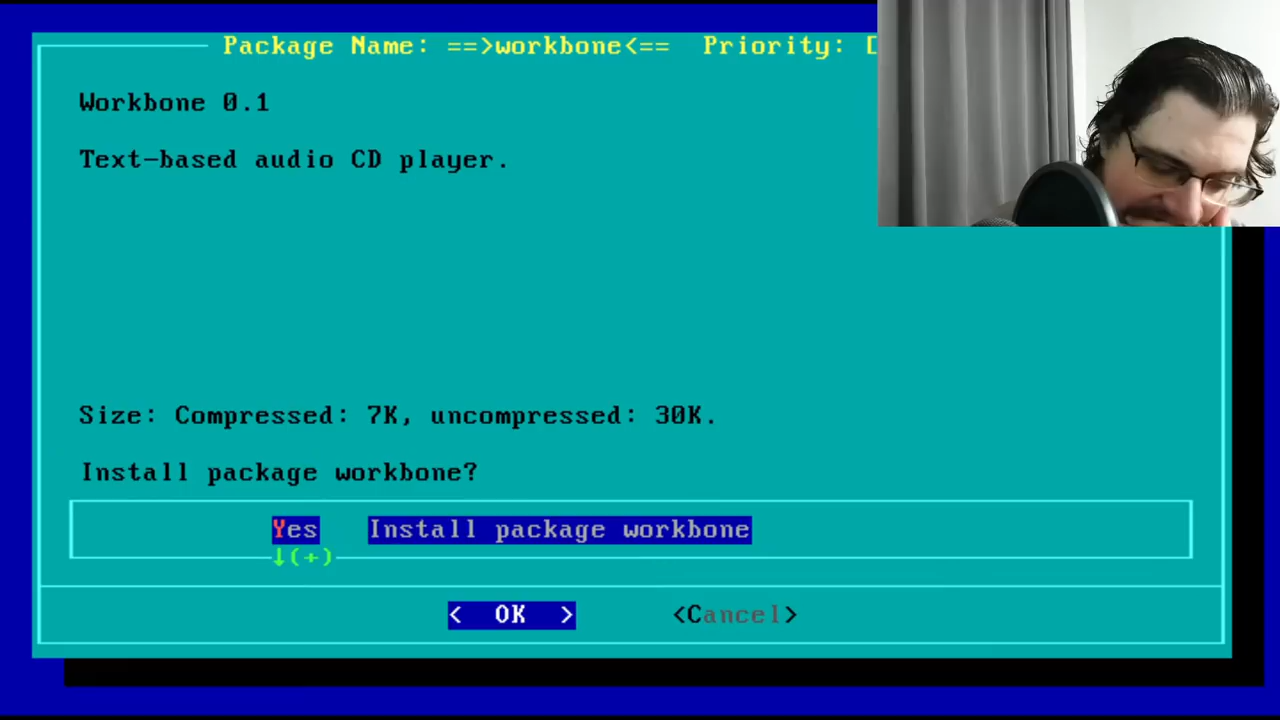 Package Name: ==>workbone<== Priority: [
Workbone 0.1
Text-based audio CD player.
Size: Compressed: 7K, uncompressed: 30K.
Install package workbone?
Yes Install package workbone
↓(+)
< OK > <Cancel>